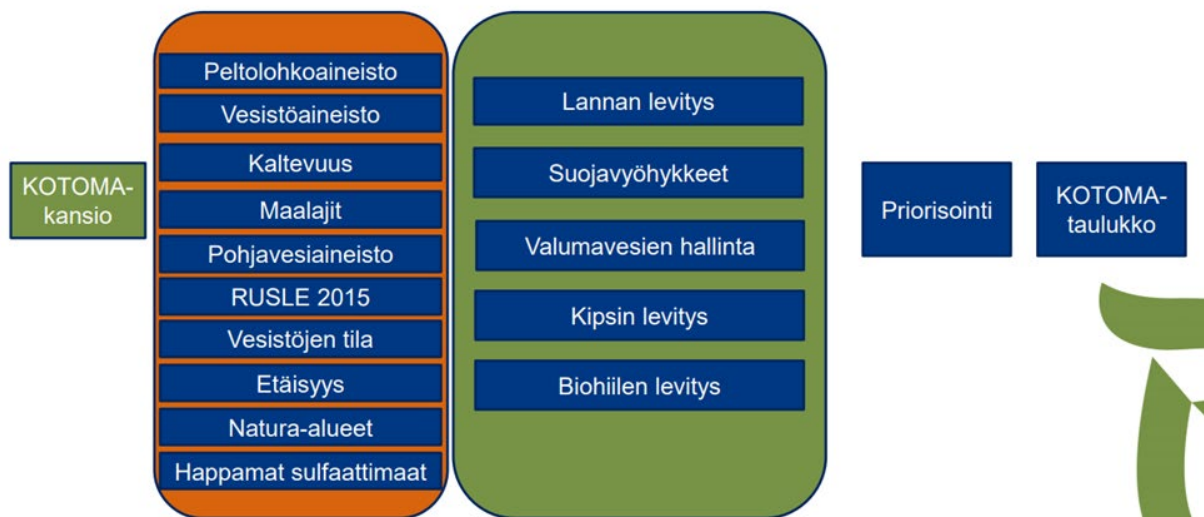 KOTOMA-
kansio
Peltolohkoaineisto
Vesistöaineisto
Kaltevuus
Maalajit
Pohjavesiaineisto
RUSLE 2015
Vesistöjen tila
Etäisyys
Natura-alueet
Happamat sulfaattimaat
Lannan levitys
Suojavyöhykkeet
Valumavesien hallinta
Kipsin levitys
Biohiilen levitys
Priorisointi
KOTOMA-
taulukko